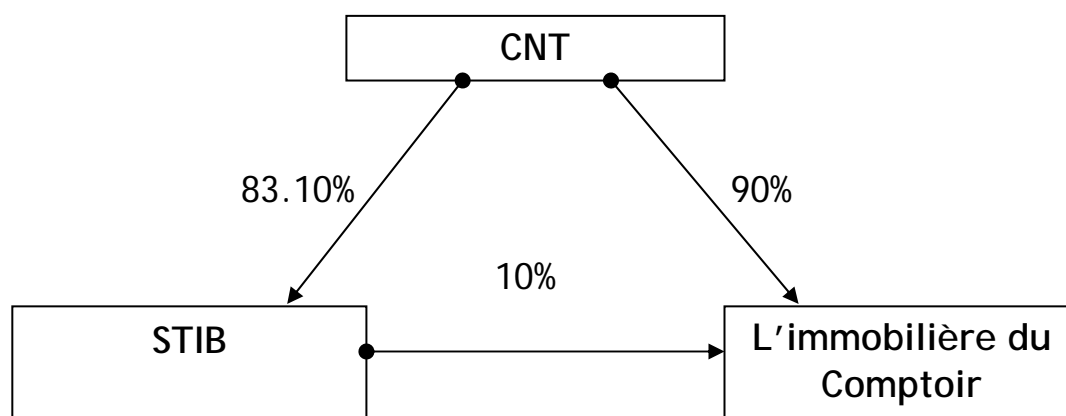 CNT
83.10%
90%
10%
STIB
L’immobilière du
Comptoir